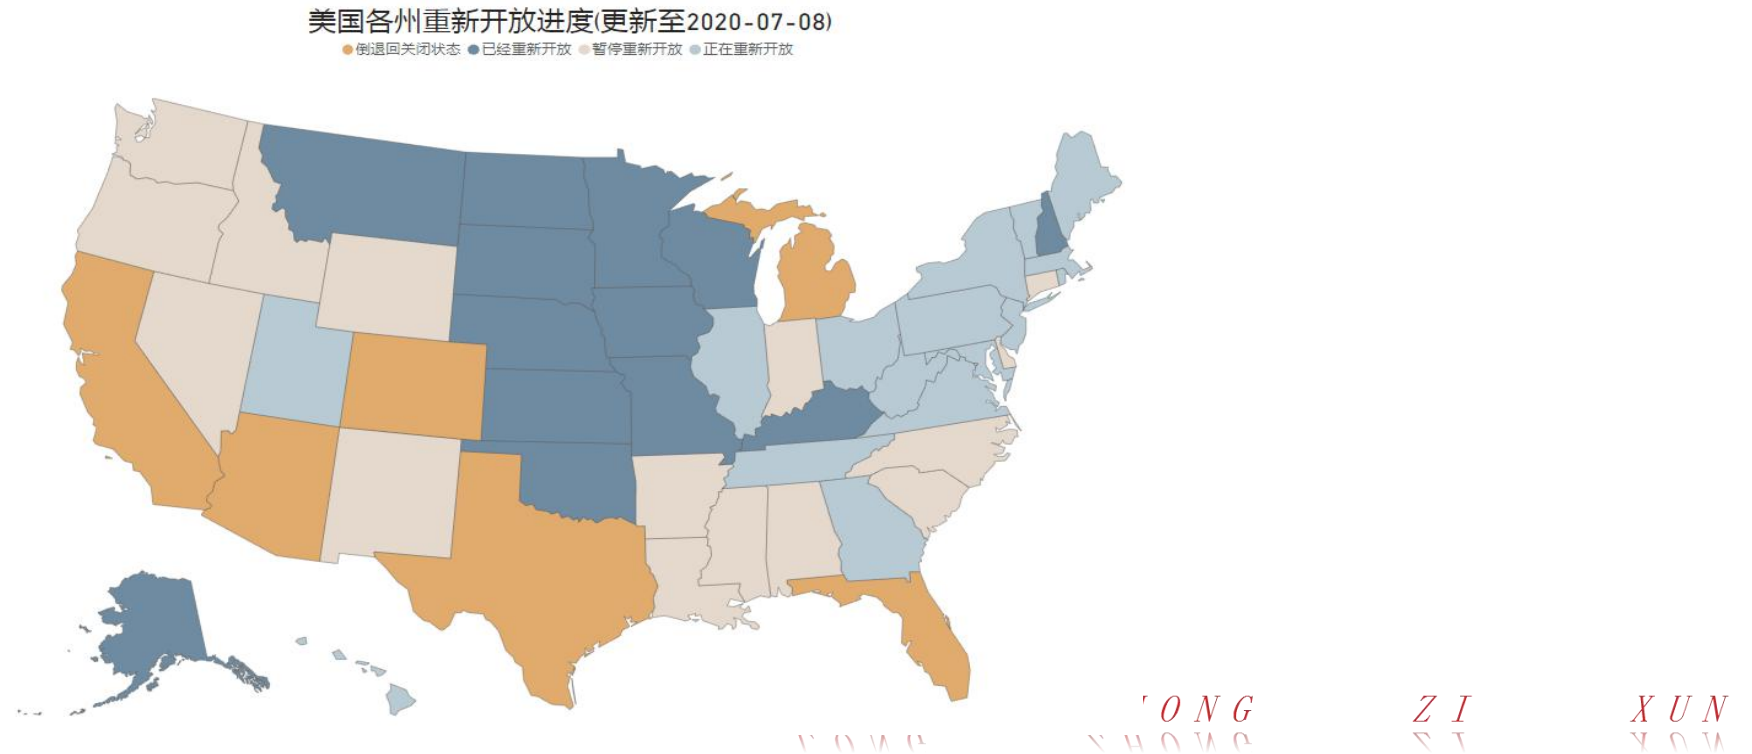 美国各州重新开放进度(更新至2020-07-08)
倒退回关闭状态 已经重新开放 暂停重新开放 正在重新开放
ONG ZI XUN